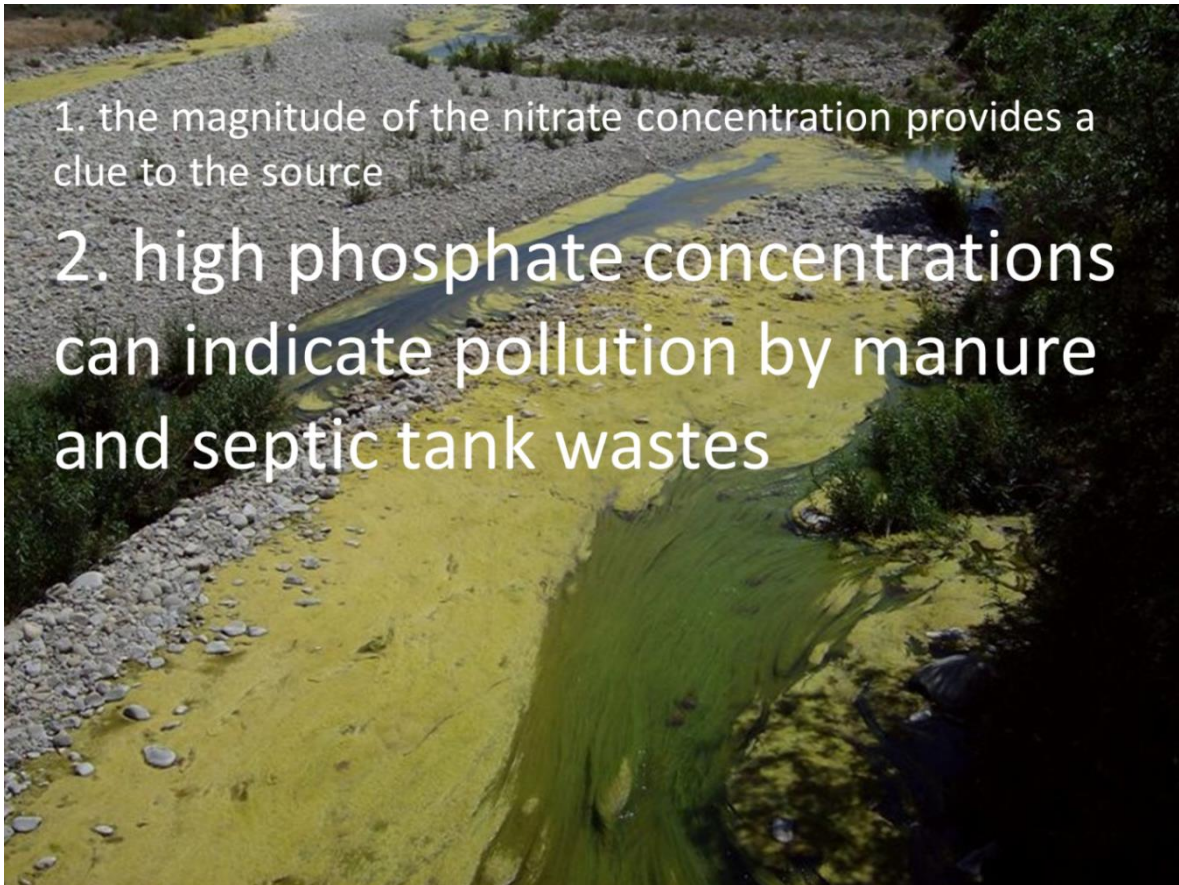 1. the magnitude of the nitrate concentration provides a
clue to the source
2. high phosphate concentrations
can indicate pollution by manure
and septic tank wastes